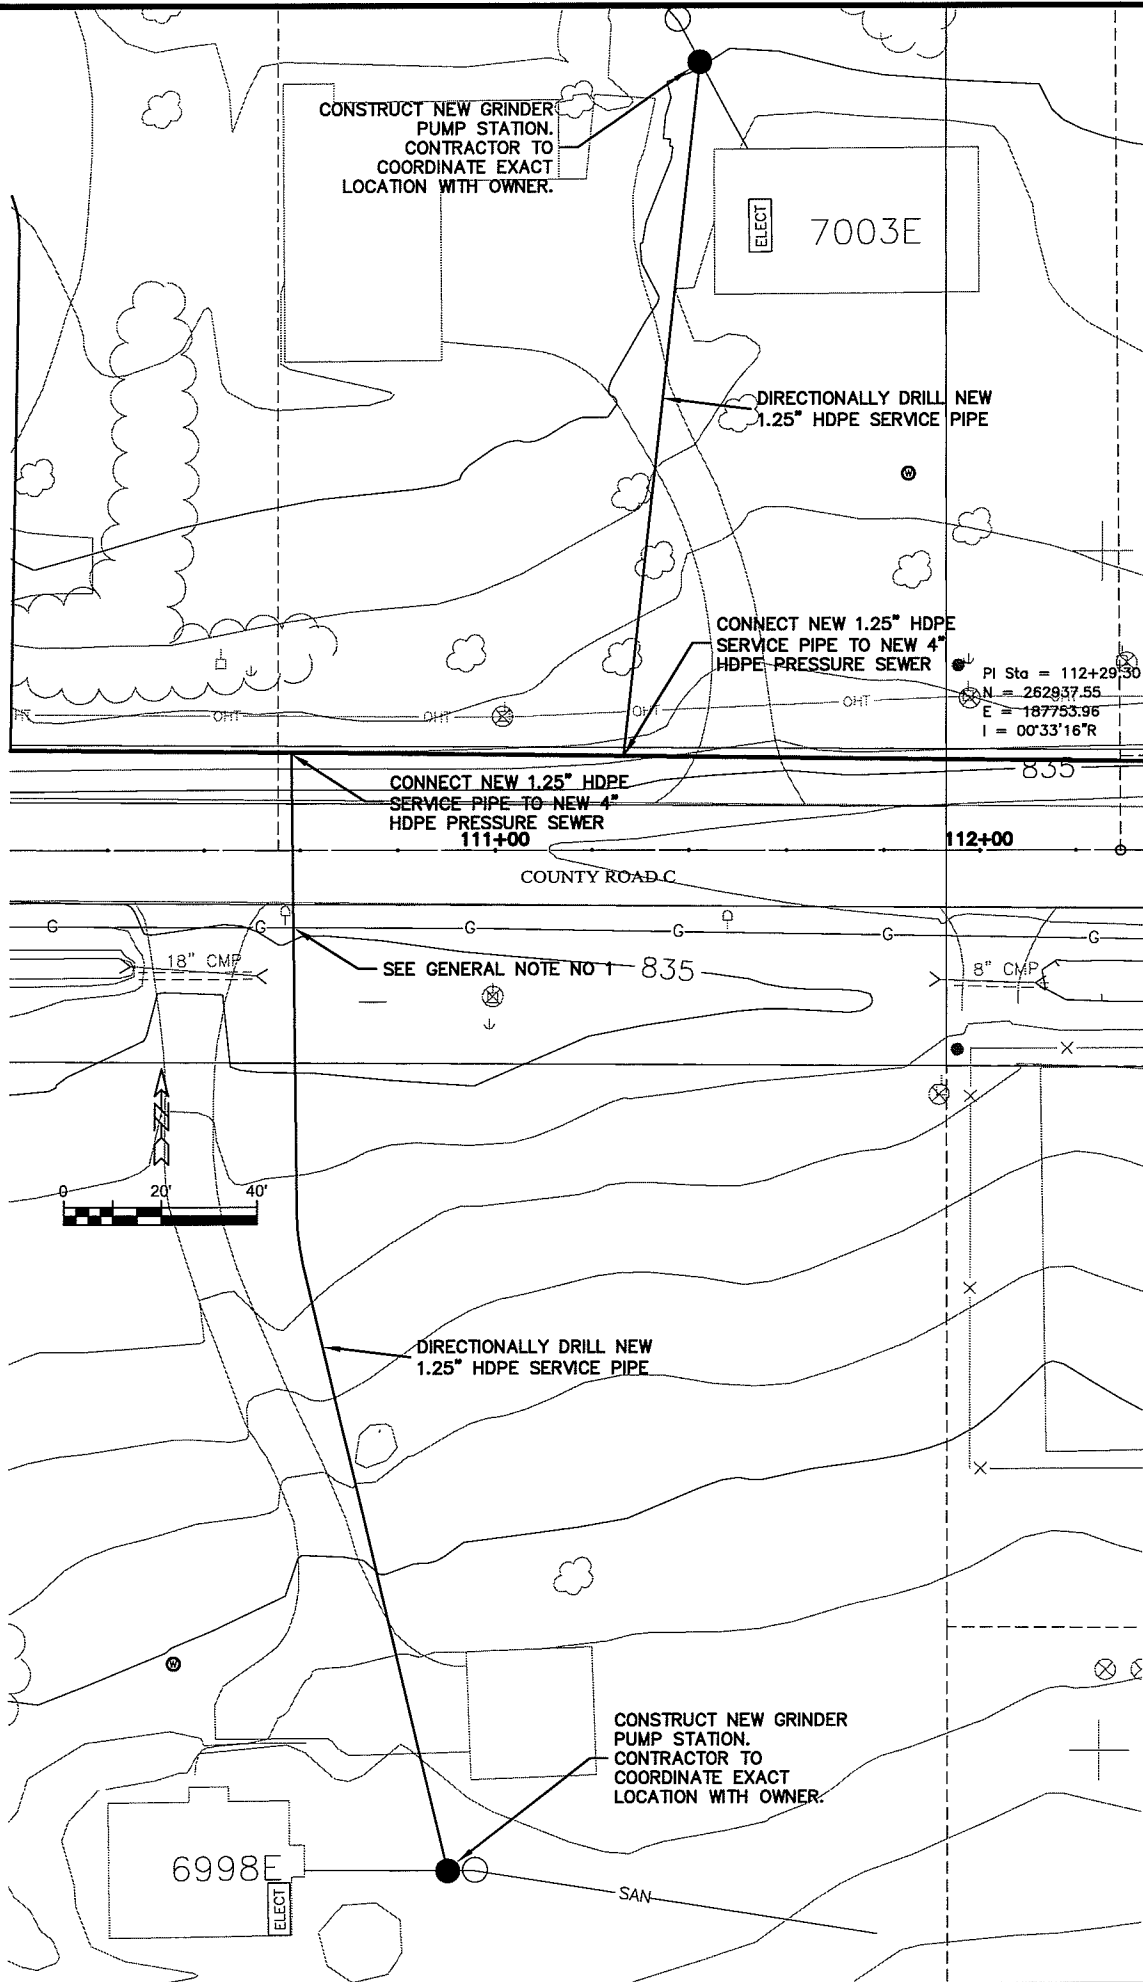 CONSTRUCT NEW GRINDER
PUMP STATION.
CONTRACTOR TO
COORDINATE EXACT
LOCATION WITH OWNER.
ELECT
7003E
DIRECTIONALLY DRILL NEW
1.25" HDPE SERVICE PIPE
W
CONNECT NEW 1.25" HDPE
SERVICE PIPE TO NEW 4"
HDPE PRESSURE SEWER
PI Sta = 112+29.30
N = 262937.55
E = 187753.96
I = 00°33'16"R
OHT OHT OHT OHT
835
CONNECT NEW 1.25" HDPE
SERVICE PIPE TO NEW 4"
HDPE PRESSURE SEWER
111+00 112+00
COUNTY ROAD C
G G G G G G
18" CMP
SEE GENERAL NOTE NO 1
835
8" CMP
0 20' 40'
DIRECTIONALLY DRILL NEW
1.25" HDPE SERVICE PIPE
W
CONSTRUCT NEW GRINDER
PUMP STATION.
CONTRACTOR TO
COORDINATE EXACT
LOCATION WITH OWNER.
6998E
ELECT
SAN